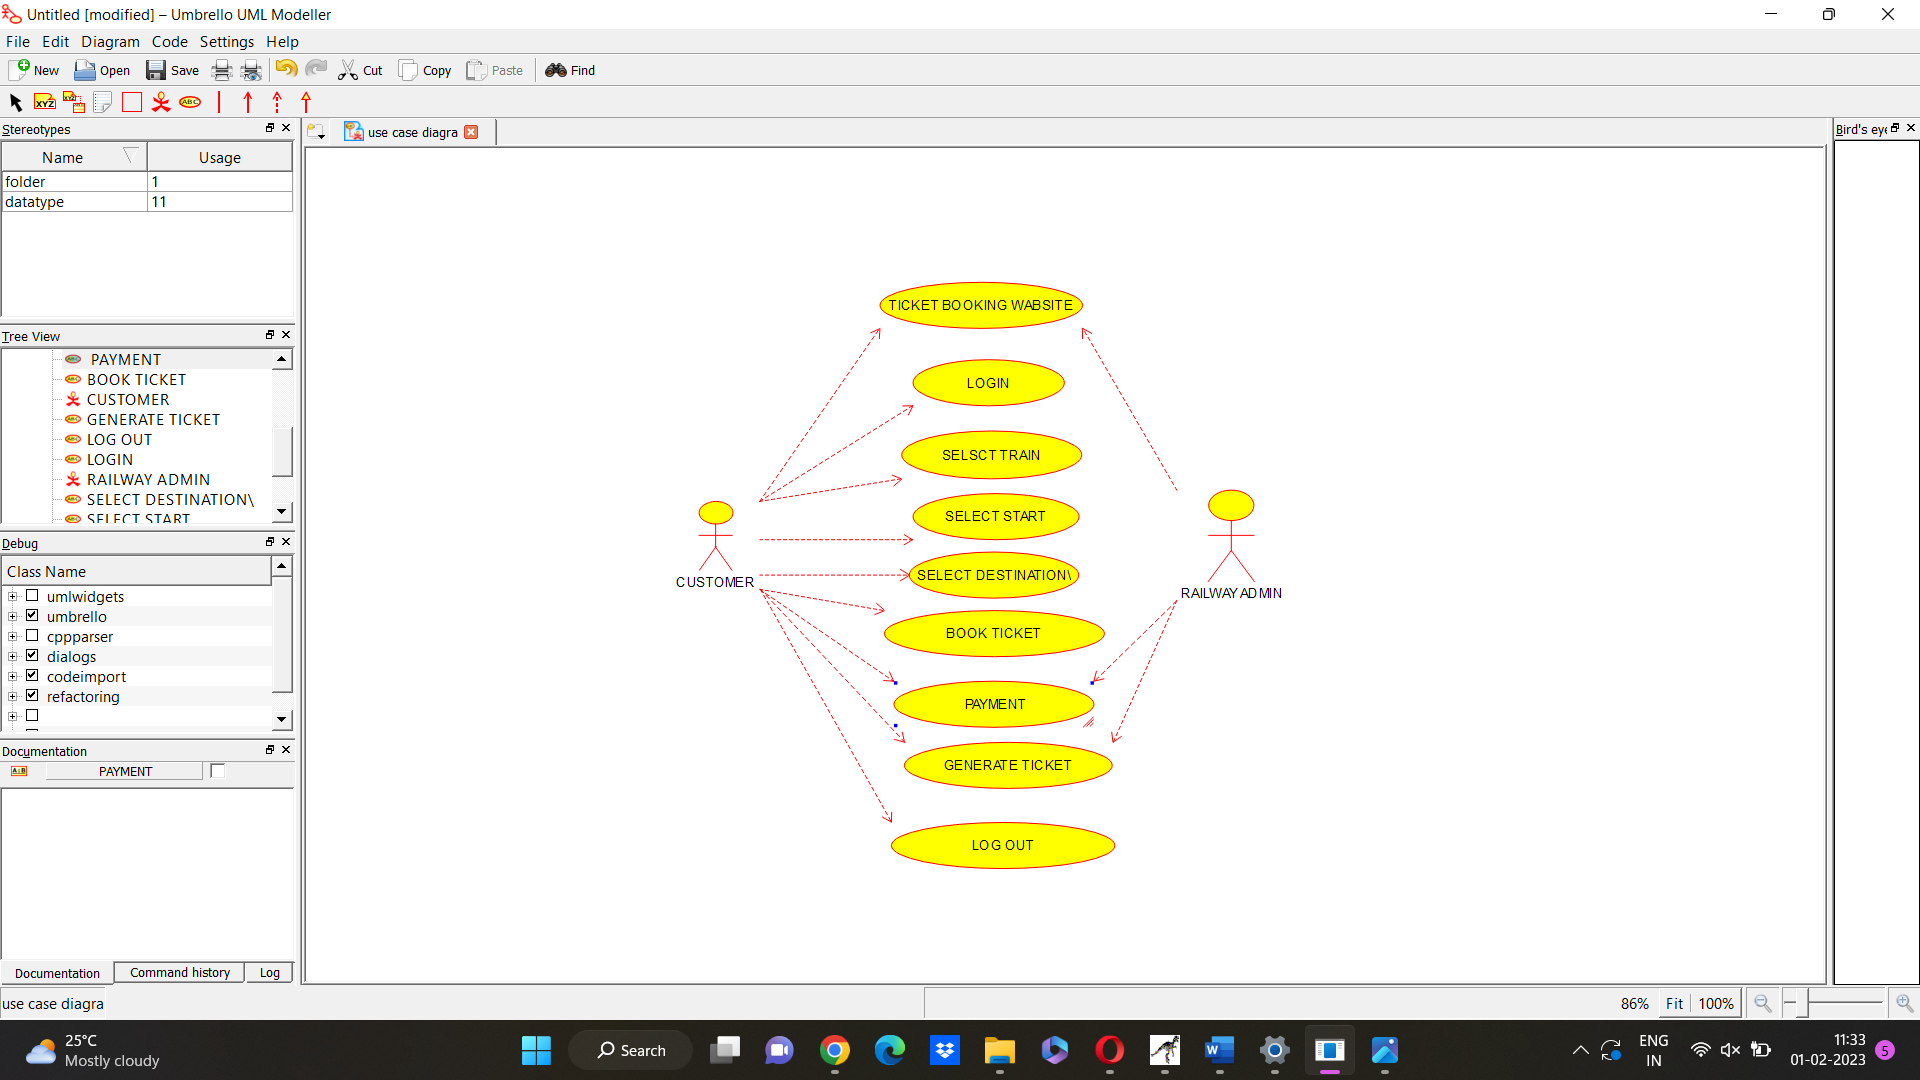 Untitled [modified] – Umbrello UML Modeller
File Edit Diagram Code Settings Help
New Open Save Cut Copy Paste Find
XYZ XYZ ABC
Stereotypes
Name Usage
folder 1
datatype 11
Tree View
PAYMENT
BOOK TICKET
CUSTOMER
GENERATE TICKET
LOG OUT
LOGIN
RAILWAY ADMIN
SELECT DESTINATION\
SELECT START
Debug
Class Name
umlwidgets
umbrello
cppparser
dialogs
codeimport
refactoring
Documentation
A B PAYMENT
Documentation Command history Log
use case diagra
use case diagra
TICKET BOOKING WABSITE
LOGIN
SELSCT TRAIN
SELECT START
SELECT DESTINATION\
BOOK TICKET
PAYMENT
GENERATE TICKET
LOG OUT
CUSTOMER
RAILWAY ADMIN
Bird's eye
86% Fit 100%
25°C
Mostly cloudy
Search
W
ENG
IN
11:33
01-02-2023
5